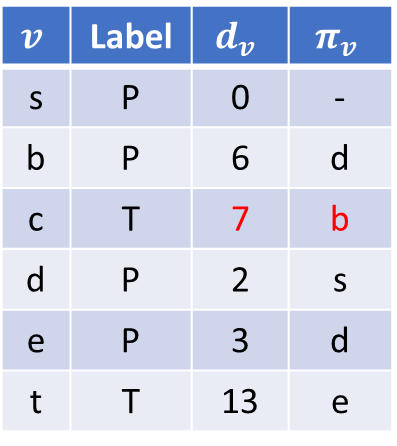 v Label dᵥ πᵥ
s P 0 -
b P 6 d
c T 7 b
d P 2 s
e P 3 d
t T 13 e